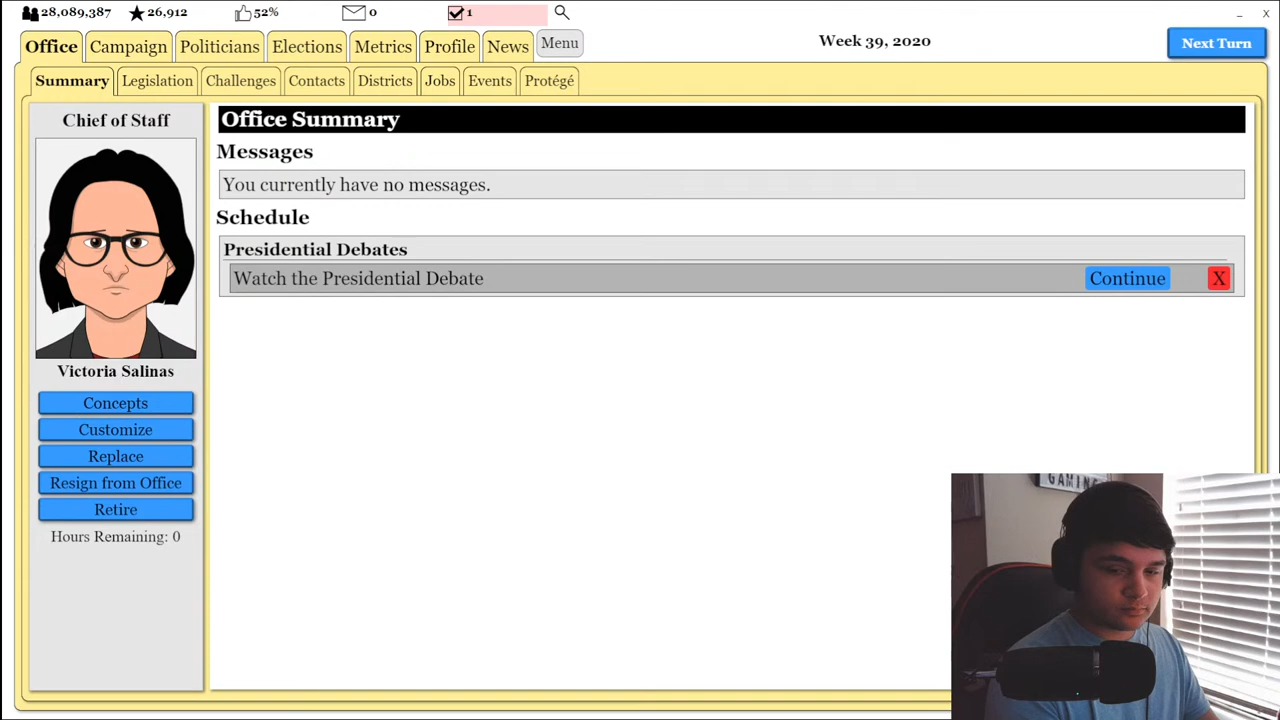 28,089,387 26,912 52% 0 1
_ X
Office Campaign Politicians Elections Metrics Profile News Menu
Week 39, 2020
Next Turn
Summary Legislation Challenges Contacts Districts Jobs Events Protégé
Chief of Staff
Victoria Salinas
Concepts
Customize
Replace
Resign from Office
Retire
Hours Remaining: 0
Office Summary
Messages
You currently have no messages.
Schedule
Presidential Debates
Watch the Presidential Debate Continue X
GAMING